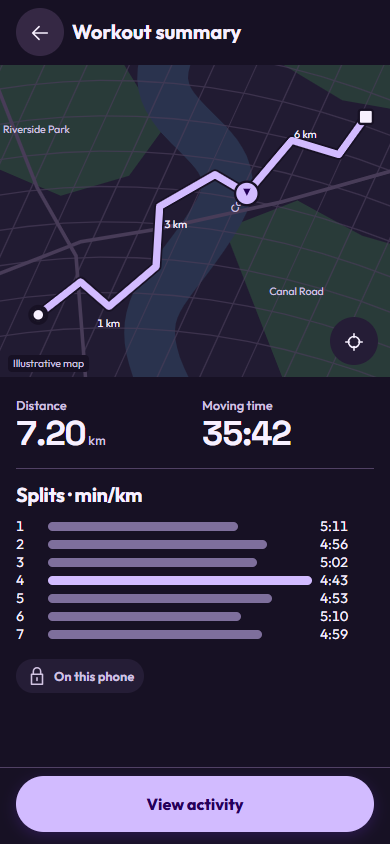 Workout summary
Riverside Park
6 km
3 km
Canal Road
1 km
Illustrative map
Distance
Moving time
7.20 km
35:42
Splits · min/km
1 5:11
2 4:56
3 5:02
4 4:43
5 4:53
6 5:10
7 4:59
On this phone
View activity